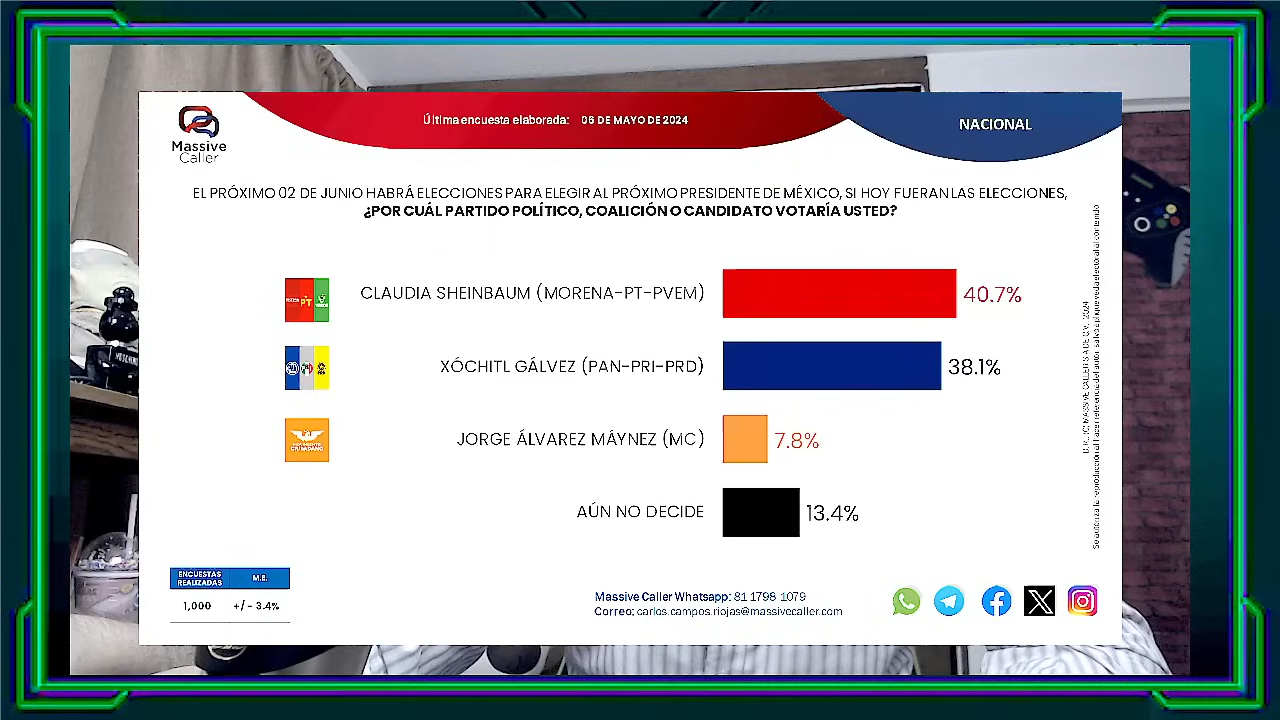 Massive
Caller
Última encuesta elaborada: 06 DE MAYO DE 2024
NACIONAL
EL PRÓXIMO 02 DE JUNIO HABRÁ ELECCIONES PARA ELEGIR AL PRÓXIMO PRESIDENTE DE MÉXICO, SI HOY FUERAN LAS ELECCIONES,
¿POR CUÁL PARTIDO POLÍTICO, COALICIÓN O CANDIDATO VOTARÍA USTED?
PT
CLAUDIA SHEINBAUM (MORENA-PT-PVEM) 40.7%
XÓCHITL GÁLVEZ (PAN-PRI-PRD) 38.1%
JORGE ÁLVAREZ MÁYNEZ (MC) 7.8%
AÚN NO DECIDE 13.4%
ENCUESTAS REALIZADAS M.E.
1,000 +/- 3.4%
Massive Caller Whatsapp: 81 1798 1079
Correo: carlos.campos.riojas@massivecaller.com